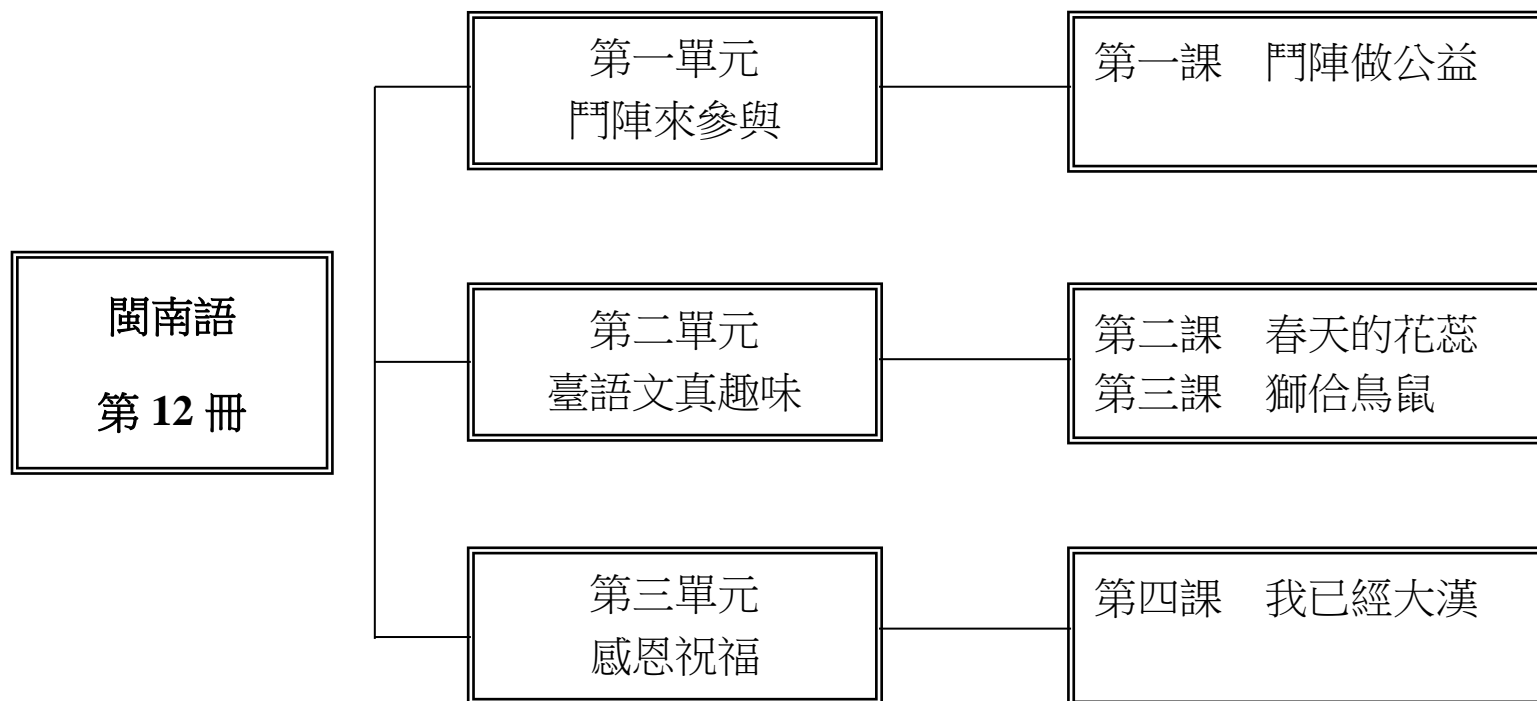 閩南語
第 12 冊
第一單元
鬥陣來參與
第一課　鬥陣做公益
第二單元
臺語文真趣味
第二課　春天的花蕊
第三課　獅佮鳥鼠
第三單元
感恩祝福
第四課　我已經大漢